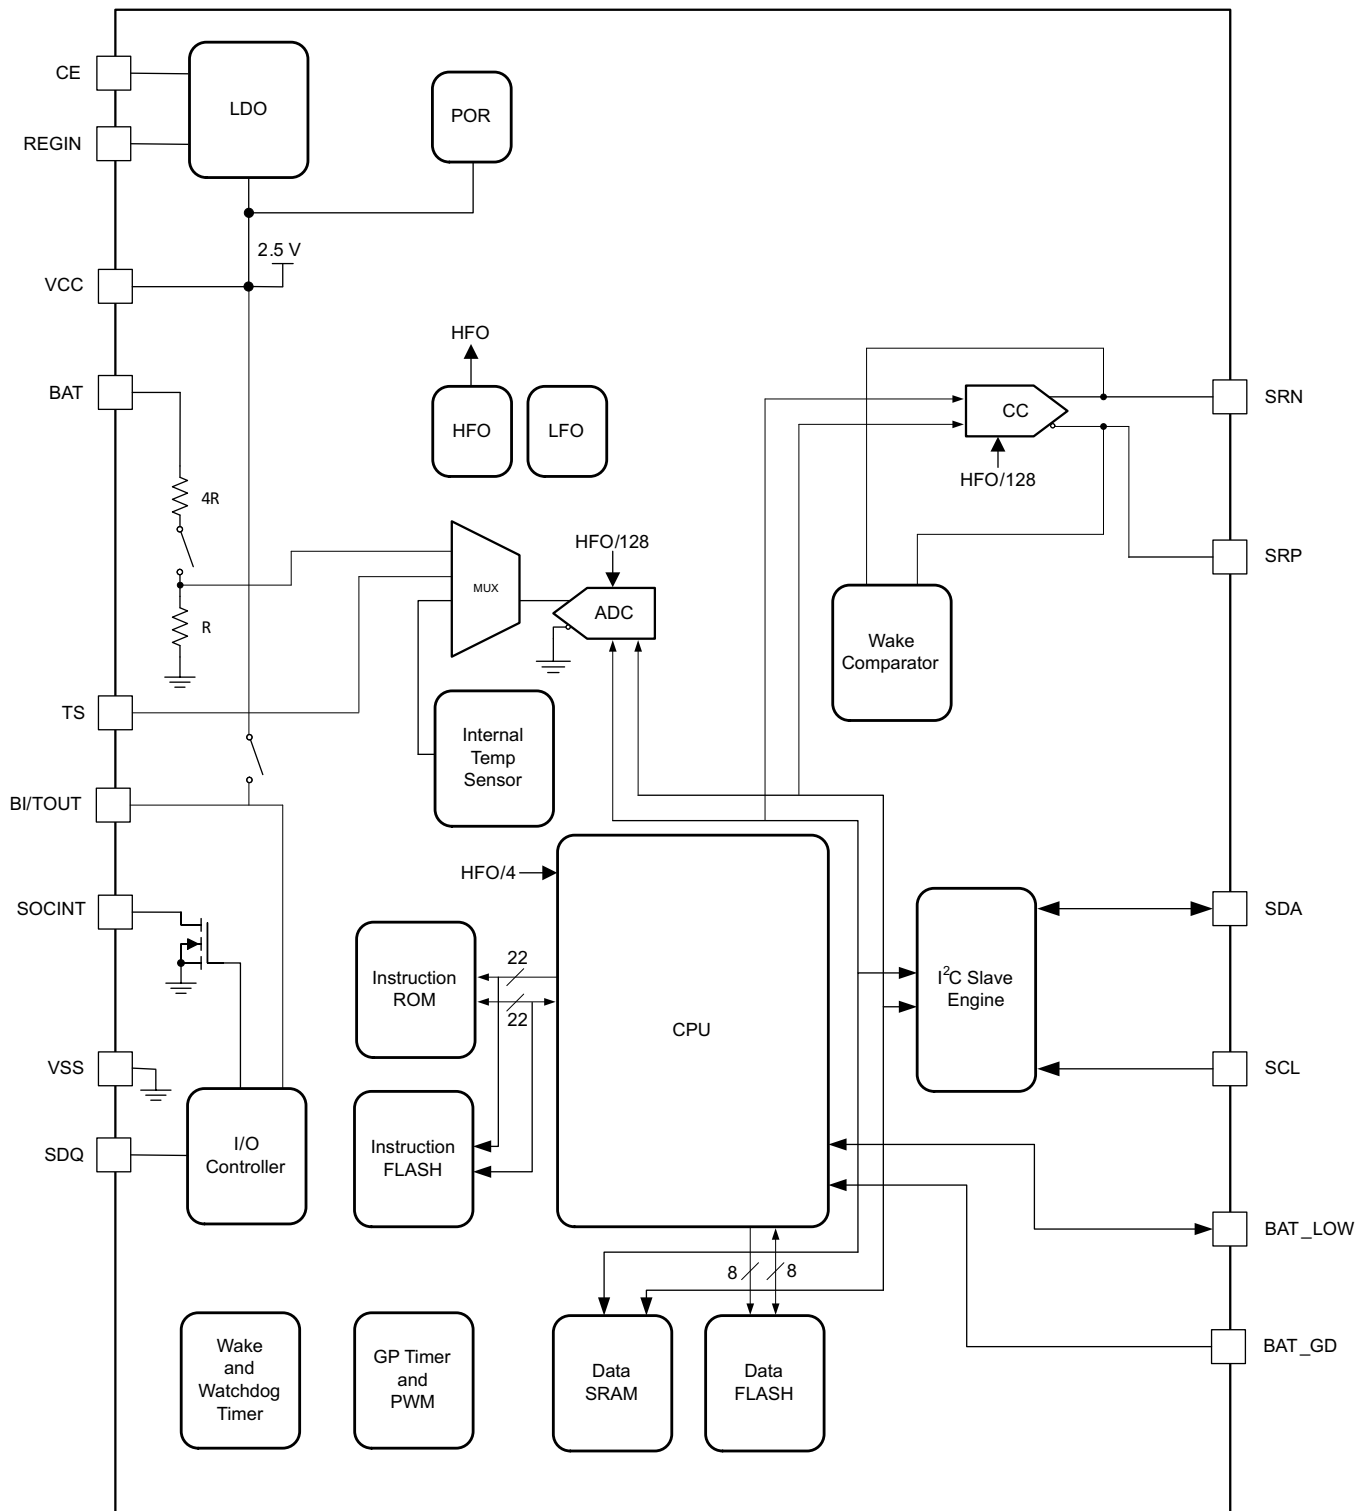 CE
LDO
POR
REGIN
2.5 V
VCC
HFO
BAT
HFO
LFO
CC
SRN
HFO/128
4R
HFO/128
MUX
ADC
SRP
R
Wake
Comparator
TS
Internal
Temp
Sensor
BI/TOUT
HFO/4
SOCINT
SDA
22
Instruction
ROM
I²C Slave
Engine
22
CPU
VSS
SCL
SDQ
I/O
Controller
Instruction
FLASH
BAT_LOW
8
8
Wake
and
Watchdog
Timer
GP Timer
and
PWM
Data
SRAM
Data
FLASH
BAT_GD